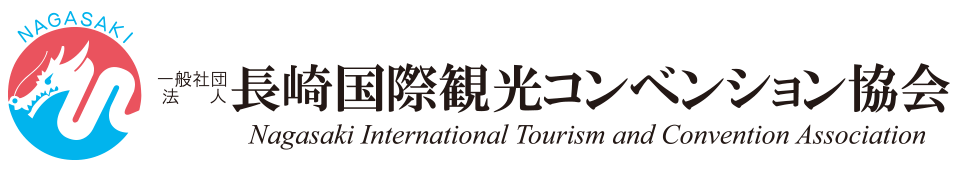 NAGASAKI
一般社団
法人
長崎国際観光コンベンション協会
Nagasaki International Tourism and Convention Association